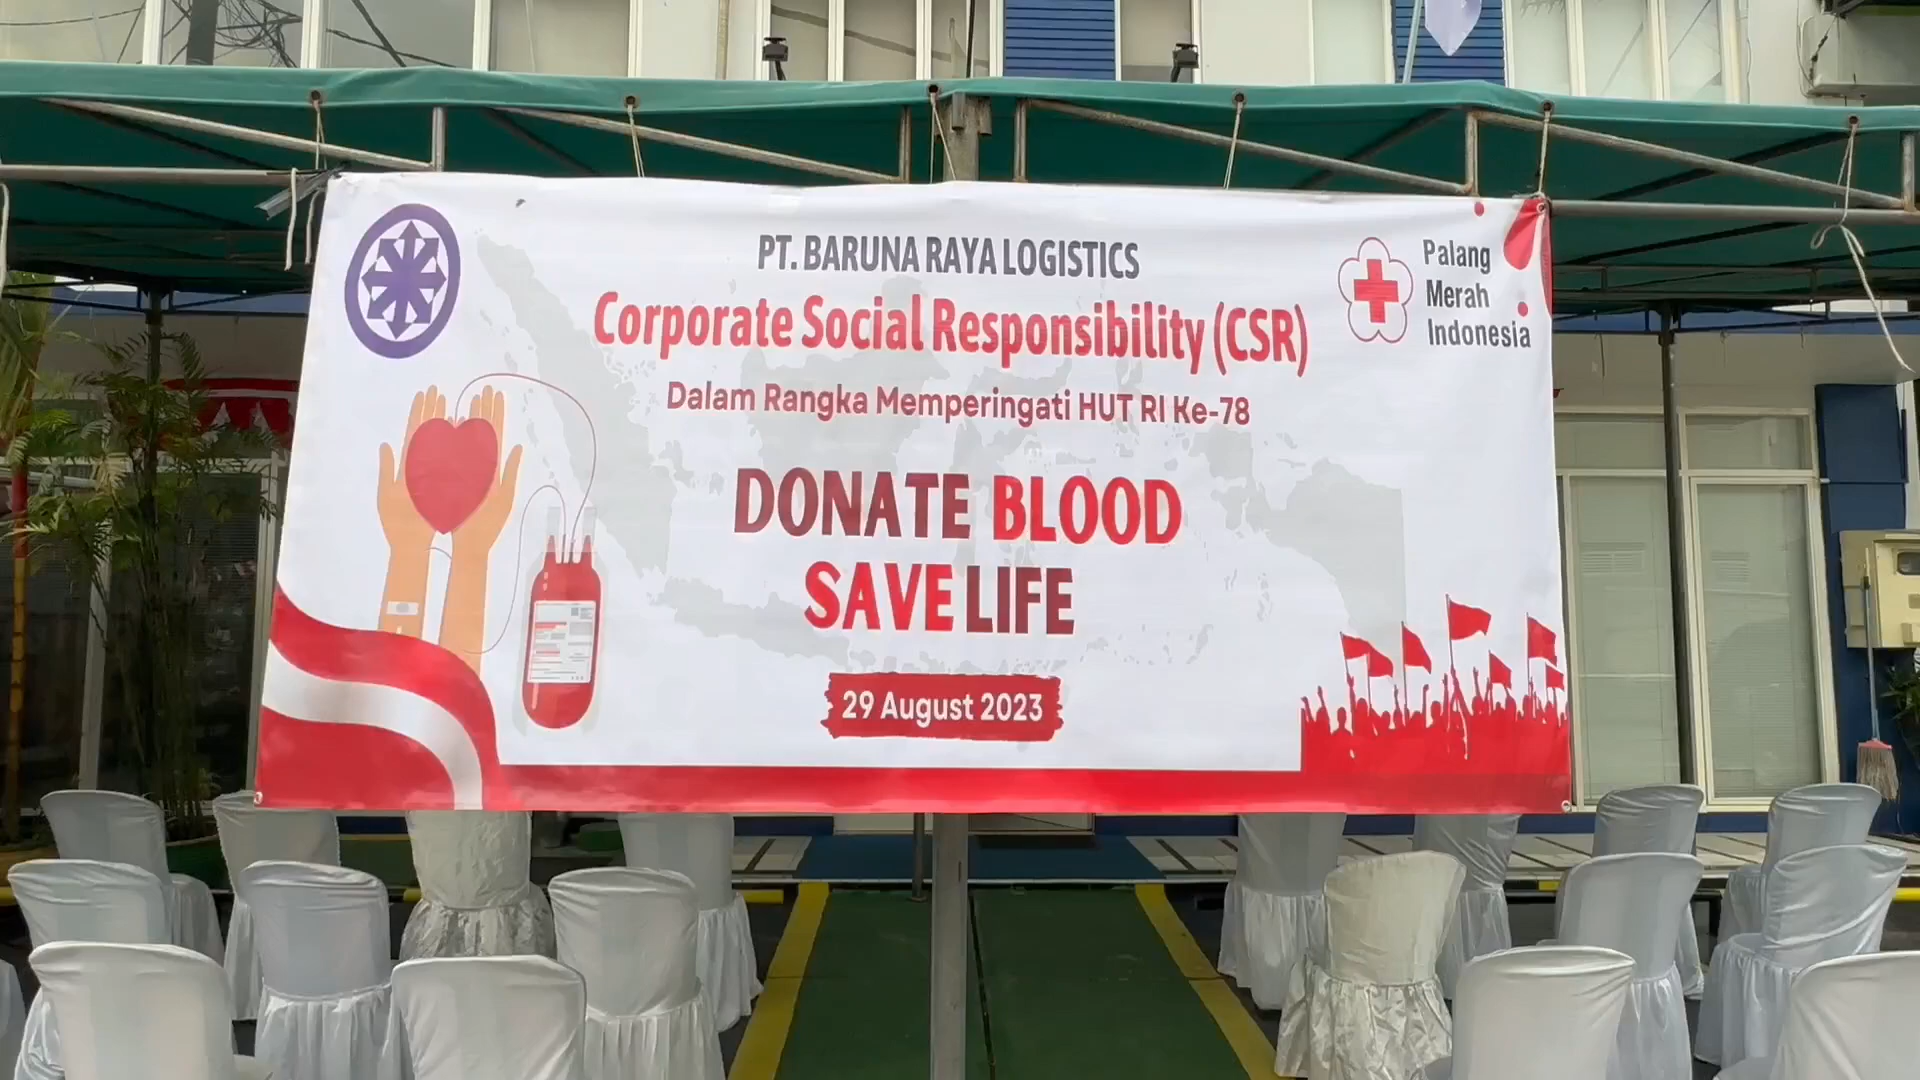 PT. BARUNA RAYA LOGISTICS
Corporate Social Responsibility (CSR)
Dalam Rangka Memperingati HUT RI Ke-78
Palang
Merah
Indonesia
DONATE BLOOD
SAVE LIFE
29 August 2023